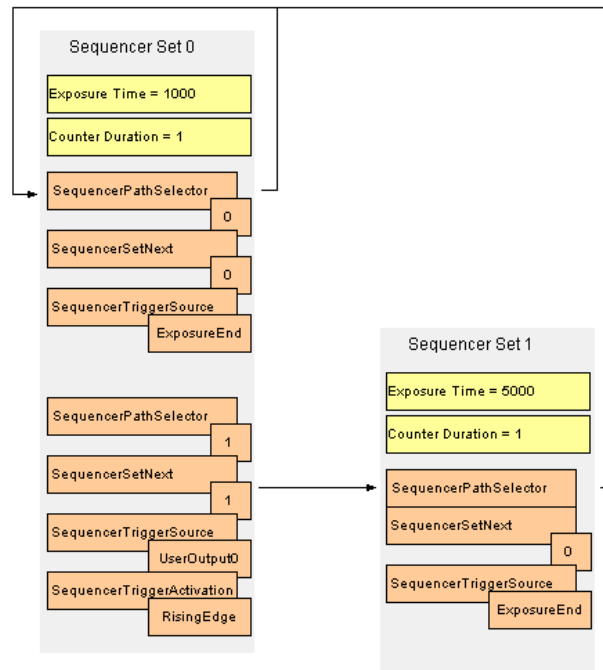 Sequencer Set 0
Exposure Time = 1000
Counter Duration = 1
SequencerPathSelector
0
SequencerSetNext
0
SequencerTriggerSource
ExposureEnd
SequencerPathSelector
1
SequencerSetNext
1
SequencerTriggerSource
UserOutput0
SequencerTriggerActivation
RisingEdge
Sequencer Set 1
Exposure Time = 5000
Counter Duration = 1
SequencerPathSelector
SequencerSetNext
0
SequencerTriggerSource
ExposureEnd